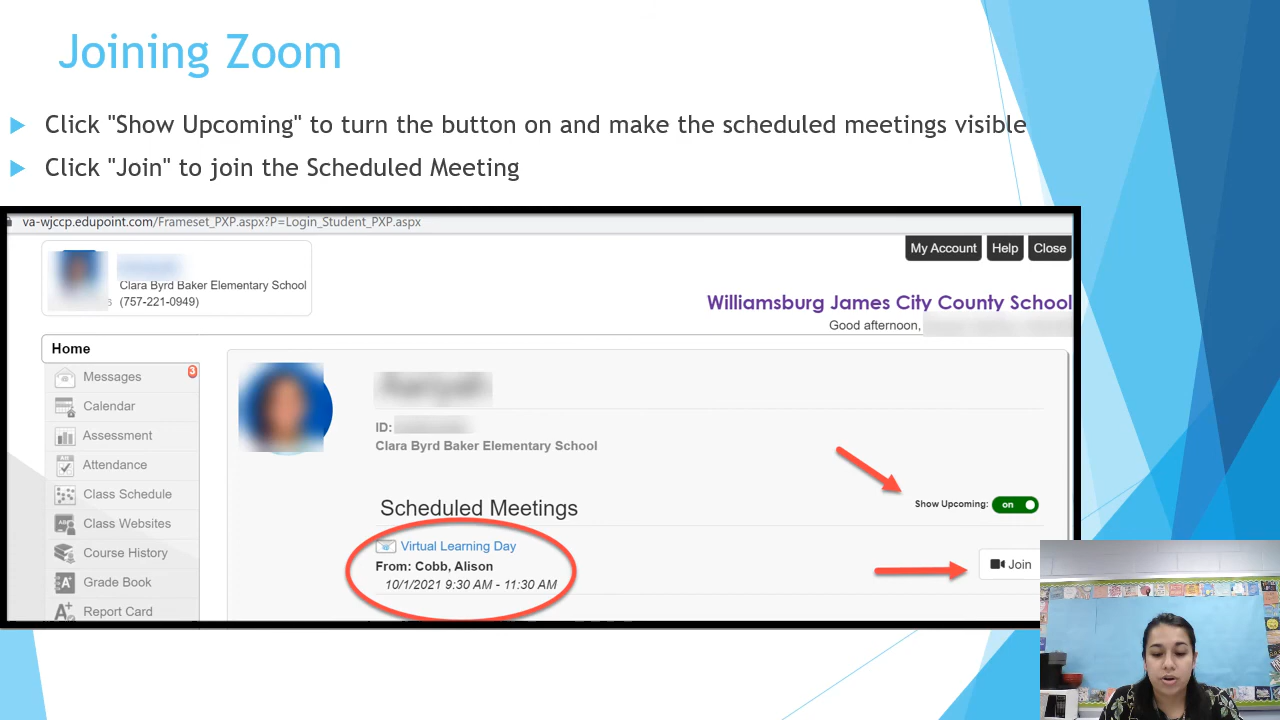 Joining Zoom
Click "Show Upcoming" to turn the button on and make the scheduled meetings visible
Click "Join" to join the Scheduled Meeting
va-wjccp.edupoint.com/Frameset_PXP.aspx?P=Login_Student_PXP.aspx
My Account Help Close
Clara Byrd Baker Elementary School
(757-221-0949)
Williamsburg James City County School
Good afternoon,
Home
Messages 3
Calendar
Assessment
Attendance
Class Schedule
Class Websites
Course History
Grade Book
Report Card
ID:
Clara Byrd Baker Elementary School
Scheduled Meetings
Show Upcoming: on
Virtual Learning Day
From: Cobb, Alison
10/1/2021 9:30 AM - 11:30 AM
Join